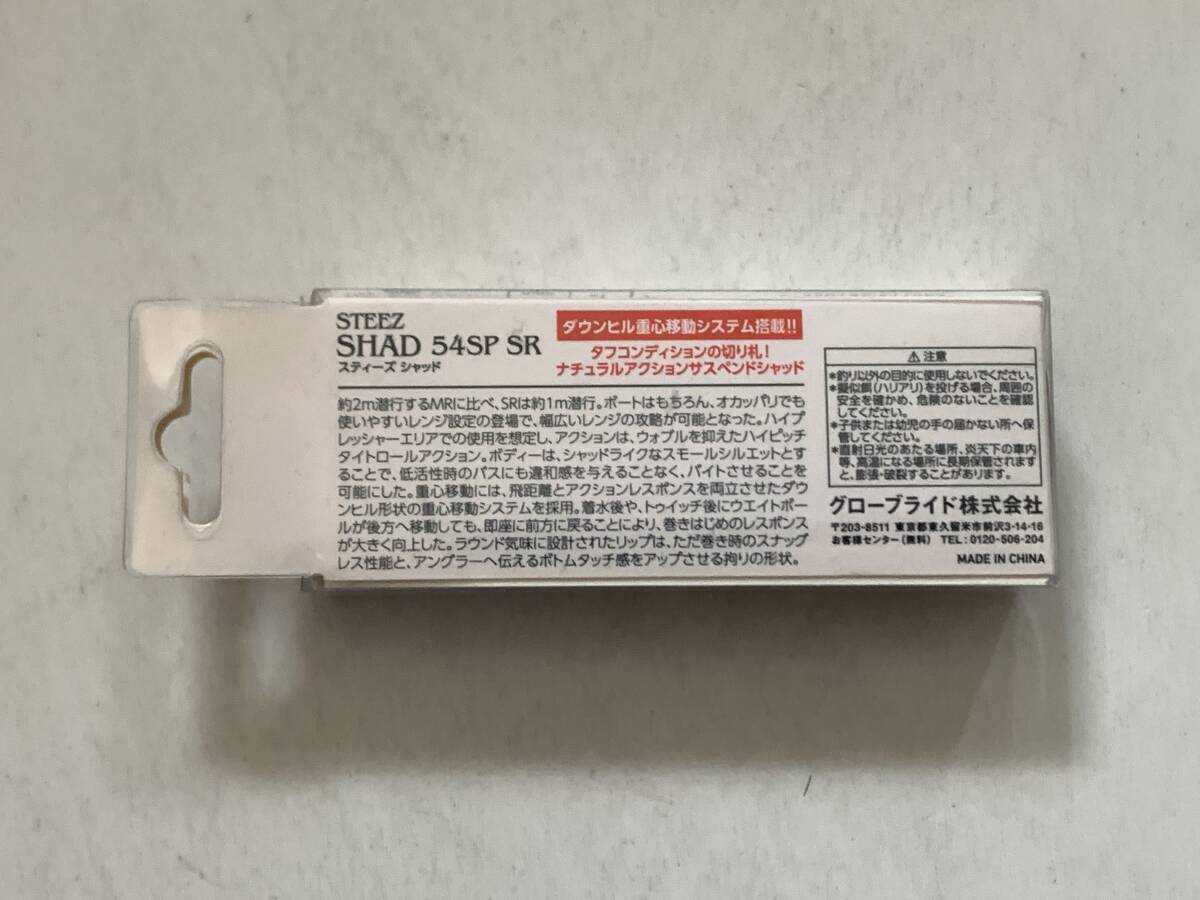 STEEZ
SHAD 54SP SR
スティーズ シャッド
ダウンヒル重心移動システム搭載!!
タフコンディションの切り札!
ナチュラルアクションサスペンドシャッド
約2m潜行するMRに比べ、SRは約1m潜行。ボートはもちろん、オカッパリでも
使いやすいレンジ設定の登場で、幅広いレンジの攻略が可能となった。ハイプ
レッシャーエリアでの使用を想定し、アクションは、ウォブルを抑えたハイピッチ
タイトロールアクション。ボディーは、シャッドライクなスモールシルエットとす
ることで、低活性時のバスにも違和感を与えることなく、バイトさせることを
可能にした。重心移動には、飛距離とアクションレスポンスを両立させたダウ
ンヒル形状の重心移動システムを採用。着水後や、トゥイッチ後にウエイトボー
ルが後方へ移動しても、即座に前方に戻ることにより、巻きはじめのレスポンス
が大きく向上した。ラウンド気味に設計されたリップは、ただ巻き時のスナッグ
レス性能と、アングラーへ伝えるボトムタッチ感をアップさせる拘りの形状。
⚠ 注意
*釣り以外の目的に使用しないでください。
*擬似餌(ハリアリ)を投げる場合、周囲の
安全を確かめ、危険のないことを確認
してください。
*子供または幼児の手の届かない所へ保
管してください。
*直射日光のあたる場所、炎天下の車内
等、高温になる場所に長期保管されます
と、膨張・破裂することがあります。
グローブライド株式会社
〒203-8511 東京都東久留米市前沢3-14-16
お客様センター(無料) TEL: 0120-506-204
MADE IN CHINA